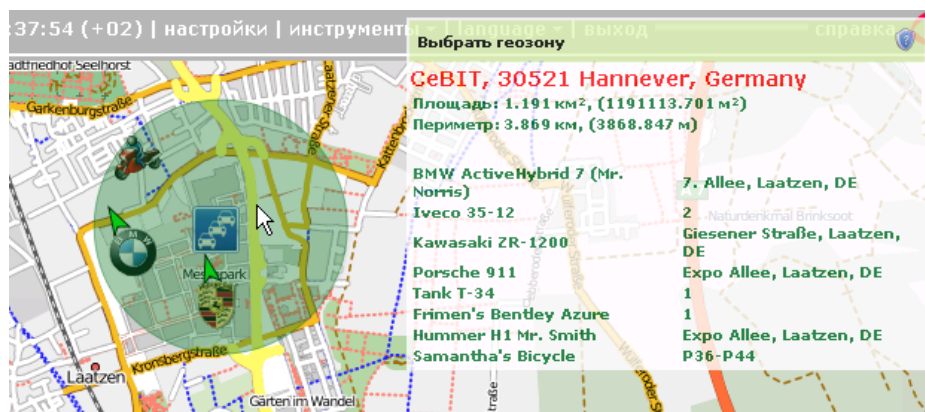 :37:54 (+02) | настройки | инструменты | language | выход справка
Выбрать геозону
CeBIT, 30521 Hannever, Germany
Площадь: 1.191 км², (1191113.701 м²)
Периметр: 3.869 км, (3868.847 м)
BMW ActiveHybrid 7 (Mr. Norris) 7. Allee, Laatzen, DE
Iveco 35-12 2
Kawasaki ZR-1200 Giesener Straße, Laatzen, DE
Porsche 911 Expo Allee, Laatzen, DE
Tank T-34 1
Frimen's Bentley Azure 1
Hummer H1 Mr. Smith Expo Allee, Laatzen, DE
Samantha's Bicycle P36-P44
adtfriedhof Seelhorst
Garkenburgstraße
BMW
Messepark
Kronsbergstraße
Laatzen
Gärten im Wandel
Naturdenkmal Brinksoot